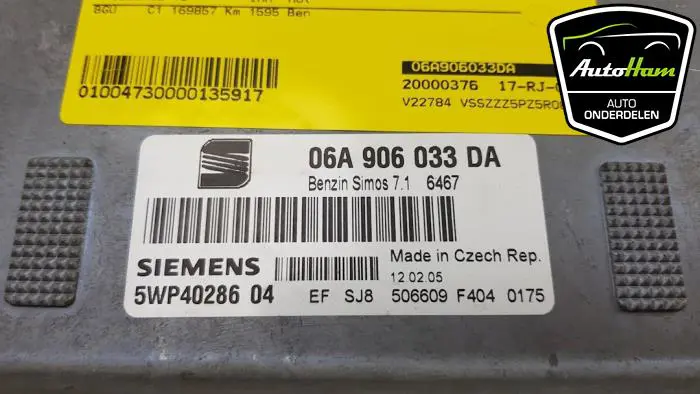 8GU C1 169857 Km 1595 Ben
01004730000135917
06A906033DA
20000376 17-RJ-
V22784 VSSZZZ5PZ5R0
AutoHam
AUTO
ONDERDELEN
06A 906 033 DA
Benzin Simos 7.1 6467
SIEMENS
Made in Czech Rep.
12.02.05
5WP40286 04
EF SJ8 506609 F404 0175